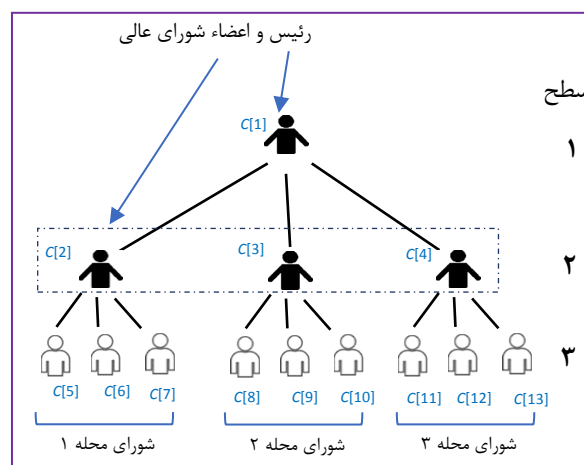 رئیس و اعضاء شورای عالی
سطح
C[1]
۱
C[2] C[3] C[4]
۲
۳
C[5] C[6] C[7] C[8] C[9] C[10] C[11] C[12] C[13]
شورای محله ۱ شورای محله ۲ شورای محله ۳